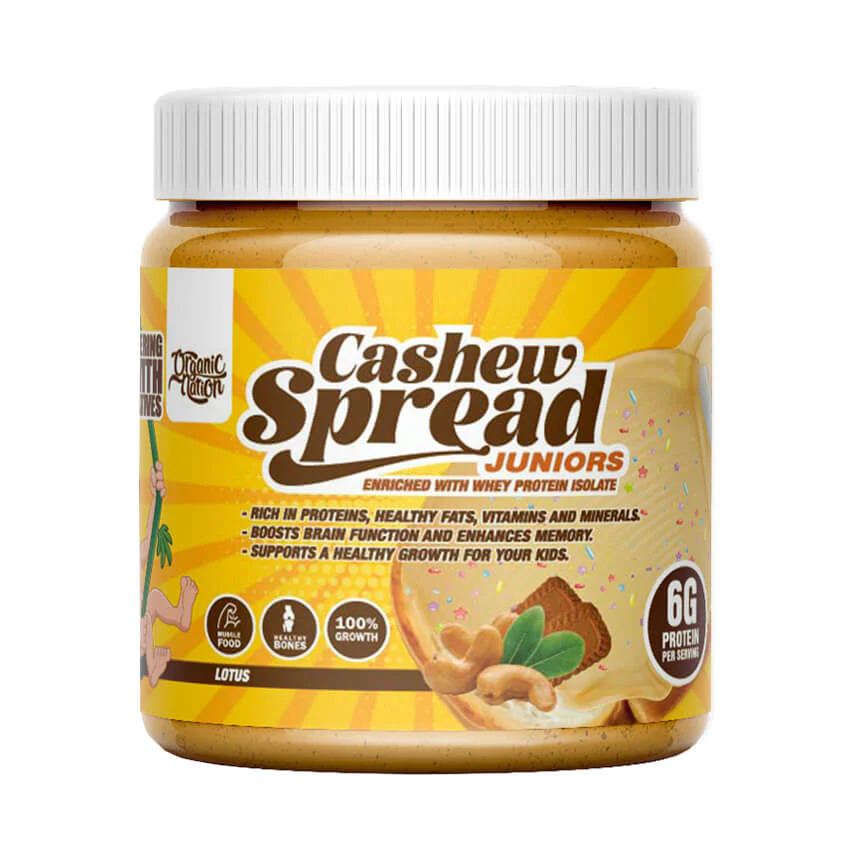 Organic
Nation
Cashew
Spread
JUNIORS
ENRICHED WITH WHEY PROTEIN ISOLATE
- RICH IN PROTEINS, HEALTHY FATS, VITAMINS AND MINERALS.
- BOOSTS BRAIN FUNCTION AND ENHANCES MEMORY.
- SUPPORTS A HEALTHY GROWTH FOR YOUR KIDS.
MUSCLE
FOOD
HEALTHY
BONES
100%
GROWTH
6G
PROTEIN
PER SERVING
LOTUS